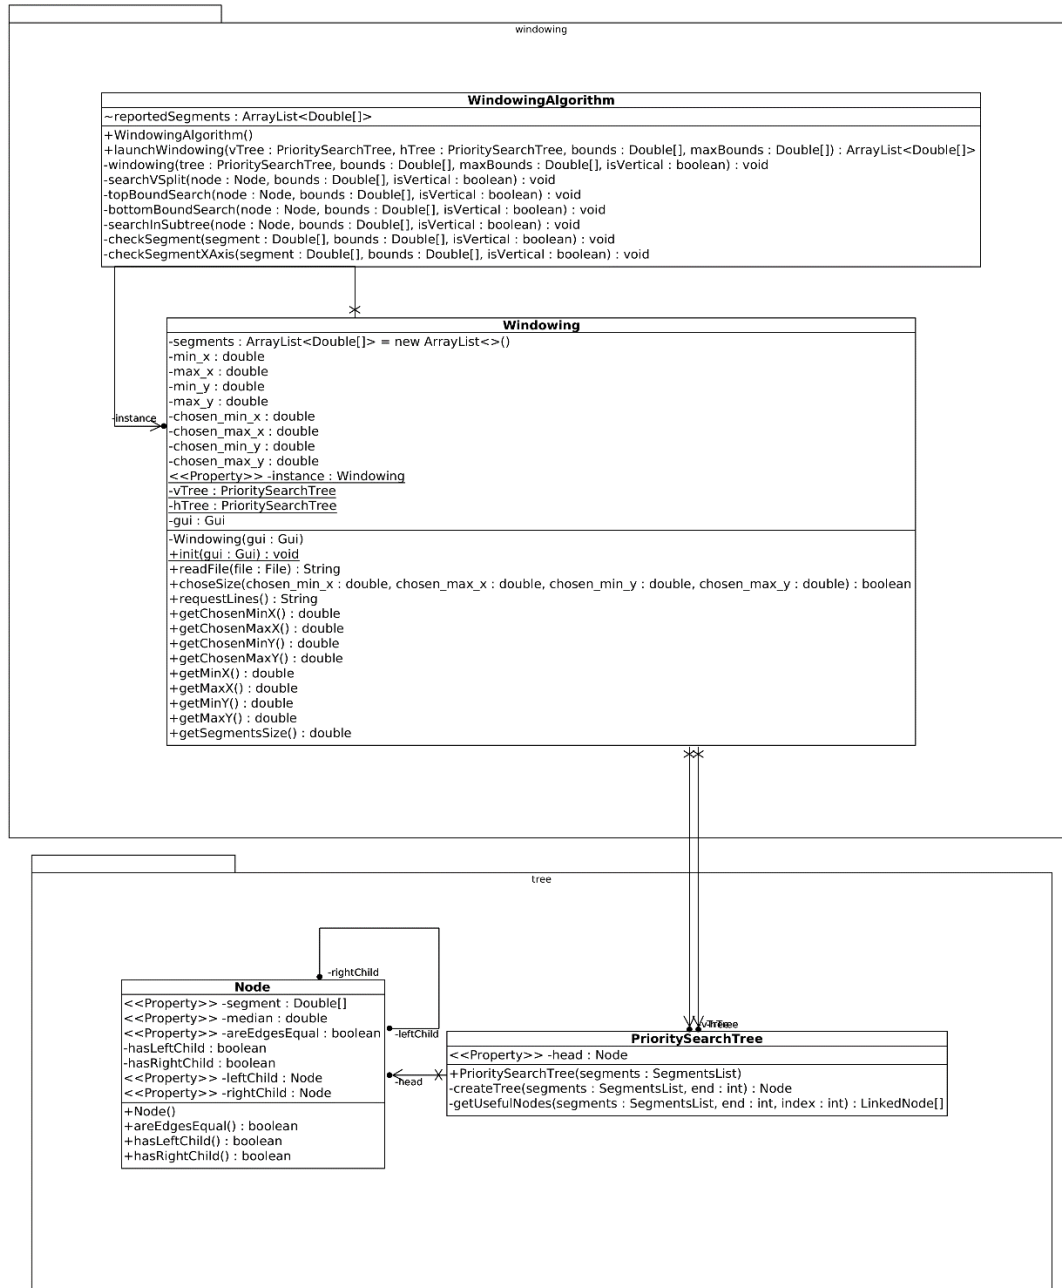 windowing
WindowingAlgorithm
~reportedSegments : ArrayList<Double[]>
+WindowingAlgorithm()
+launchWindowing(vTree : PrioritySearchTree, hTree : PrioritySearchTree, bounds : Double[], maxBounds : Double[]) : ArrayList<Double[]>
-windowing(tree : PrioritySearchTree, bounds : Double[], maxBounds : Double[], isVertical : boolean) : void
-searchVSplit(node : Node, bounds : Double[], isVertical : boolean) : void
-topBoundSearch(node : Node, bounds : Double[], isVertical : boolean) : void
-bottomBoundSearch(node : Node, bounds : Double[], isVertical : boolean) : void
-searchInSubtree(node : Node, bounds : Double[], isVertical : boolean) : void
-checkSegment(segment : Double[], bounds : Double[], isVertical : boolean) : void
-checkSegmentXAxis(segment : Double[], bounds : Double[], isVertical : boolean) : void
Windowing
-segments : ArrayList<Double[]> = new ArrayList<>()
-min_x : double
-max_x : double
-min_y : double
-max_y : double
-instance
-chosen_min_x : double
-chosen_max_x : double
-chosen_min_y : double
-chosen_max_y : double
<<Property>> -instance : Windowing
-vTree : PrioritySearchTree
-hTree : PrioritySearchTree
-gui : Gui
-Windowing(gui : Gui)
+init(gui : Gui) : void
+readFile(file : File) : String
+choseSize(chosen_min_x : double, chosen_max_x : double, chosen_min_y : double, chosen_max_y : double) : boolean
+requestLines() : String
+getChosenMinX() : double
+getChosenMaxX() : double
+getChosenMinY() : double
+getChosenMaxY() : double
+getMinX() : double
+getMaxX() : double
+getMinY() : double
+getMaxY() : double
+getSegmentsSize() : double
tree
-rightChild
Node
<<Property>> -segment : Double[]
<<Property>> -median : double
<<Property>> -areEdgesEqual : boolean
-hasLeftChild : boolean
-hasRightChild : boolean
<<Property>> -leftChild : Node
<<Property>> -rightChild : Node
+Node()
+areEdgesEqual() : boolean
+hasLeftChild() : boolean
+hasRightChild() : boolean
-leftChild
-head
PrioritySearchTree
<<Property>> -head : Node
+PrioritySearchTree(segments : SegmentsList)
-createTree(segments : SegmentsList, end : int) : Node
-getUsefulNodes(segments : SegmentsList, end : int, index : int) : LinkedNode[]